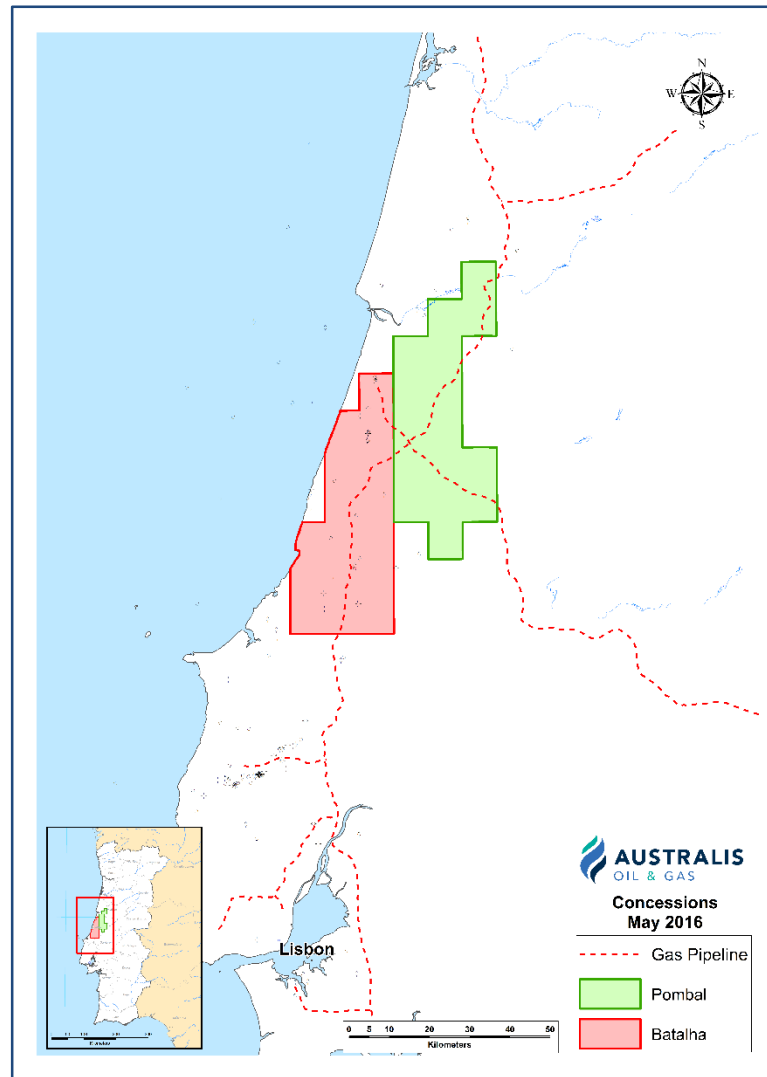 N
W E
S
AUSTRALIS
OIL & GAS
Concessions
May 2016
Gas Pipeline
Pombal
Batalha
Lisbon
0 5 10 20 30 40 50
Kilometers